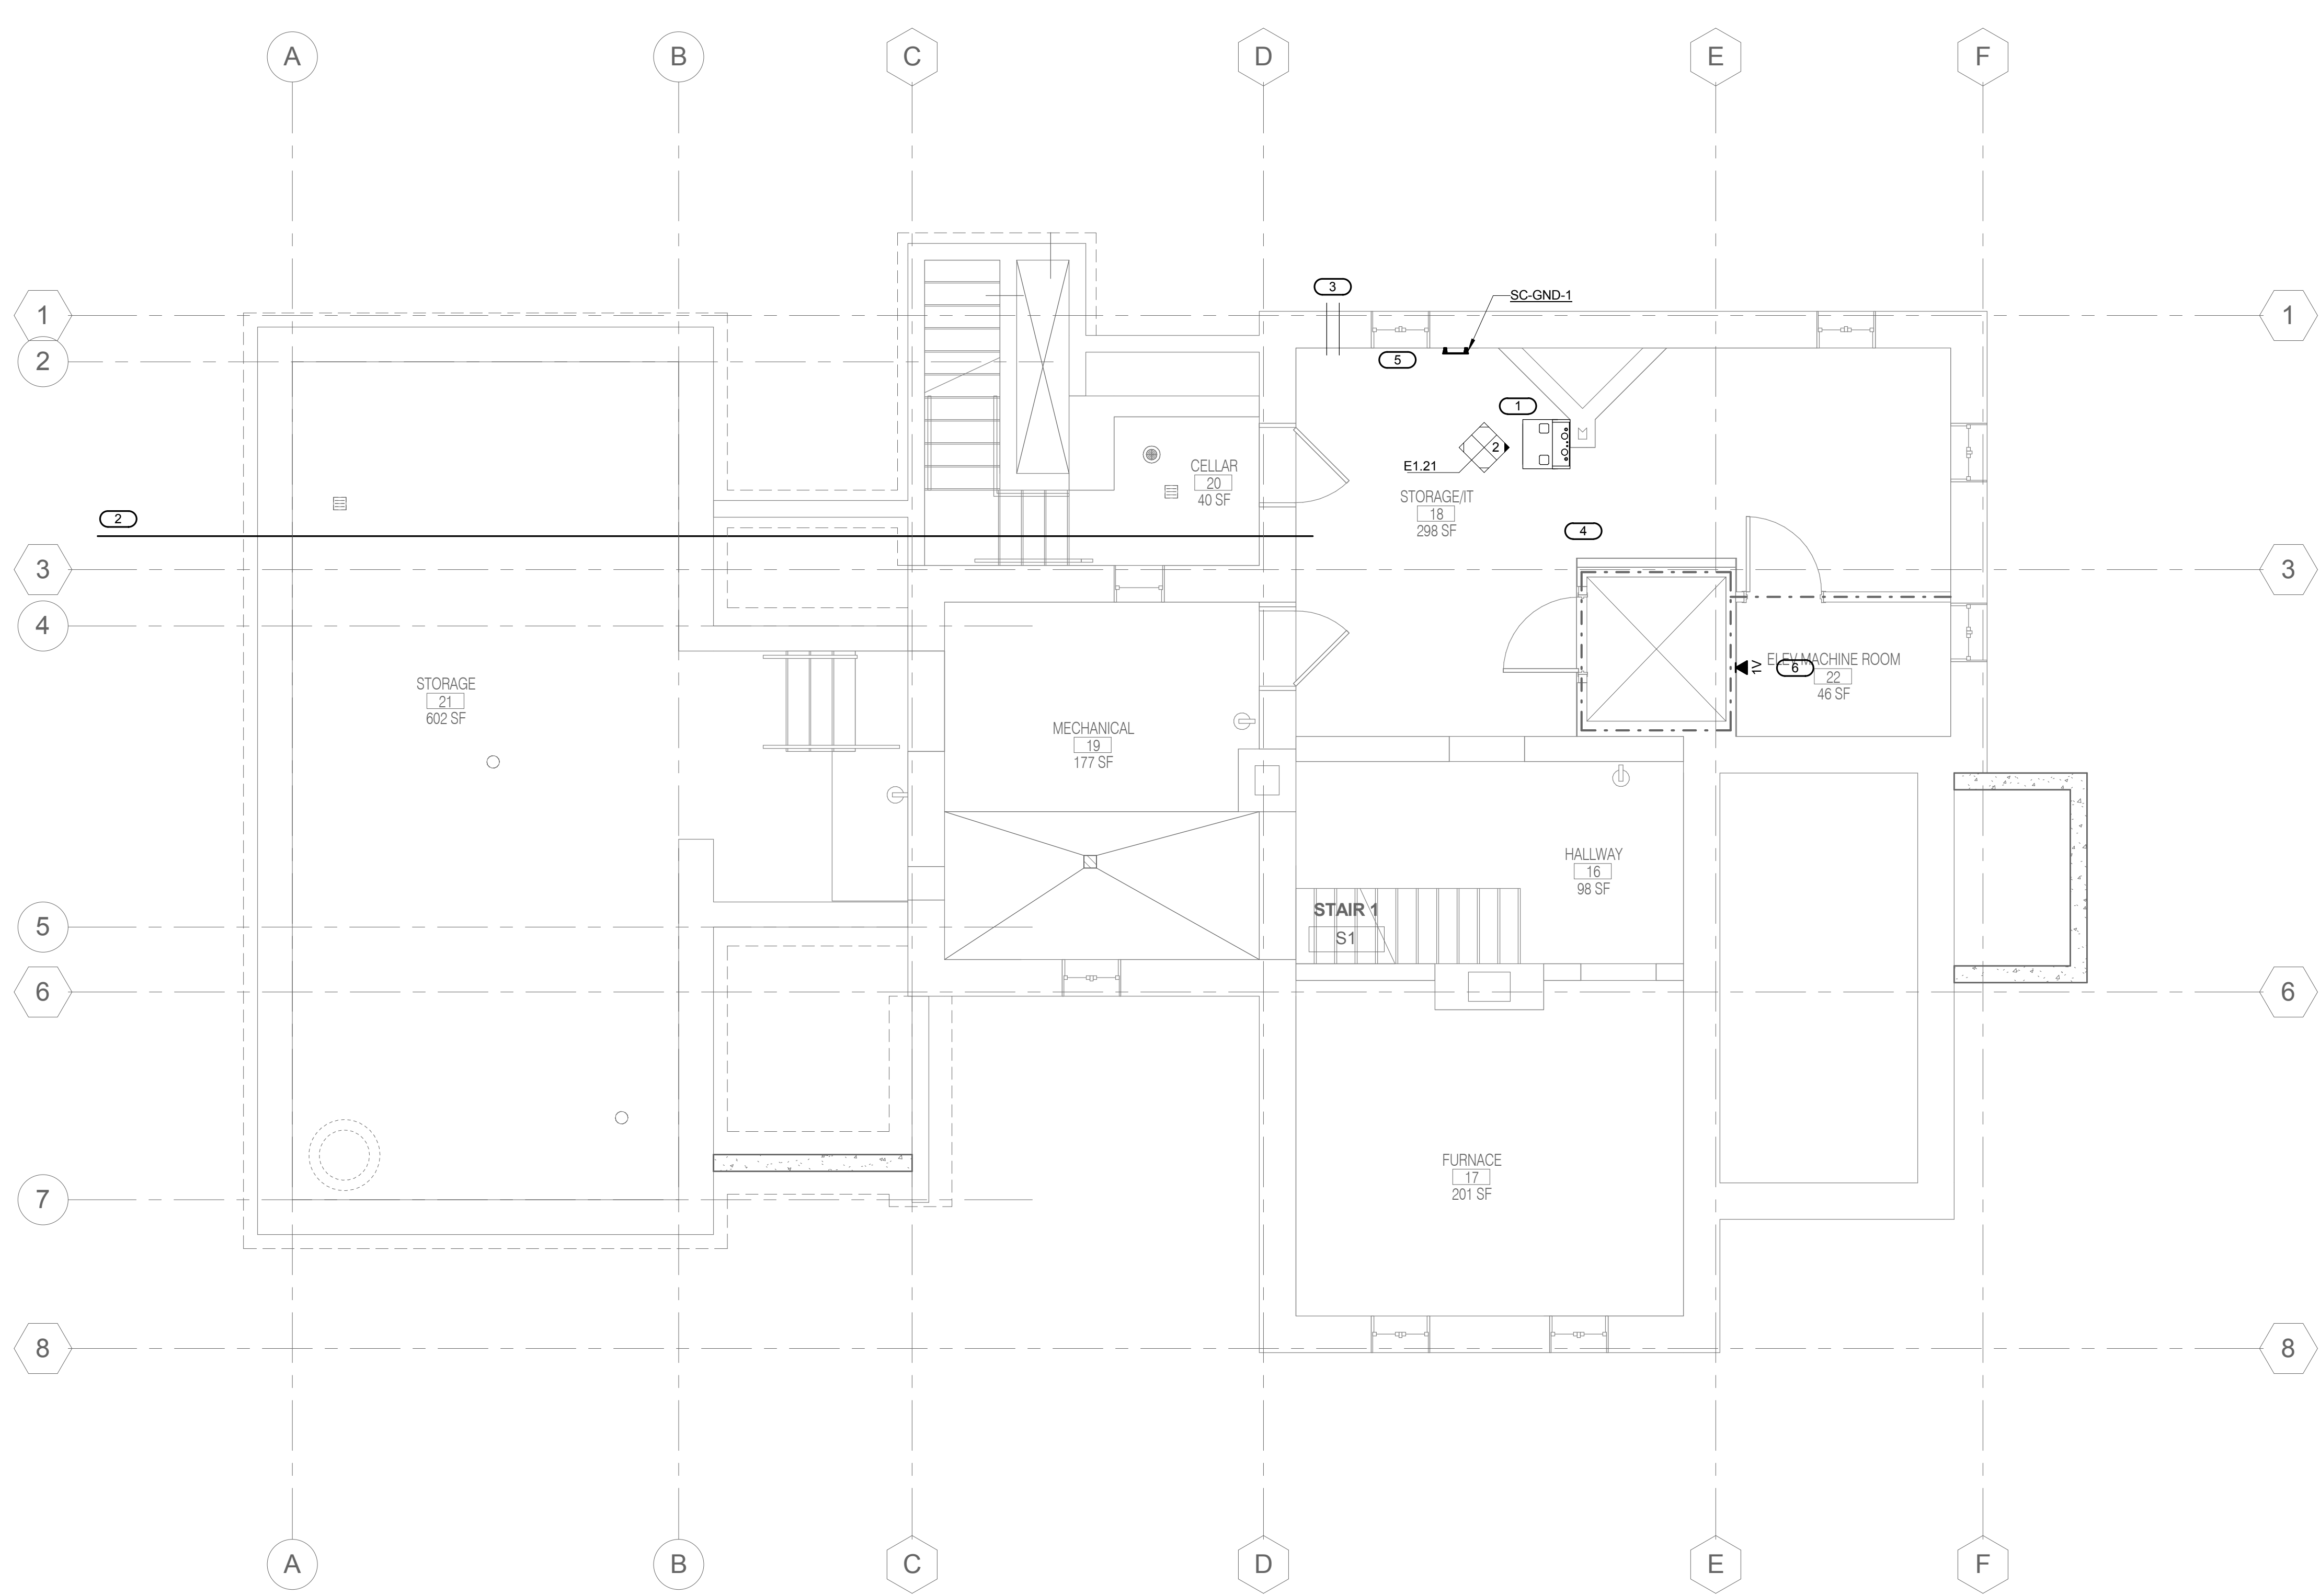 A B C D E F
3
SC-GND-1
1 1
5
2
1
2
E1.21
CELLAR
20
40 SF
STORAGE/IT
18
298 SF
2
4
3 3
4
ELEV MACHINE ROOM
1V
6
22
46 SF
STORAGE
21
602 SF
MECHANICAL
19
177 SF
HALLWAY
16
98 SF
STAIR 1
S1
5
6 6
FURNACE
17
201 SF
7
8 8
A B C D E F